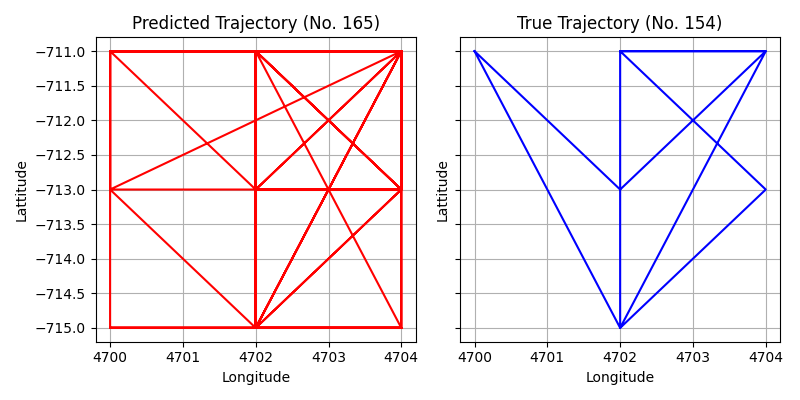 Predicted Trajectory (No. 165)
True Trajectory (No. 154)
−711.0
−711.5
−712.0
−712.5
−713.0
−713.5
−714.0
−714.5
−715.0
Lattitude
Lattitude
4700 4701 4702 4703 4704
4700 4701 4702 4703 4704
Longitude
Longitude